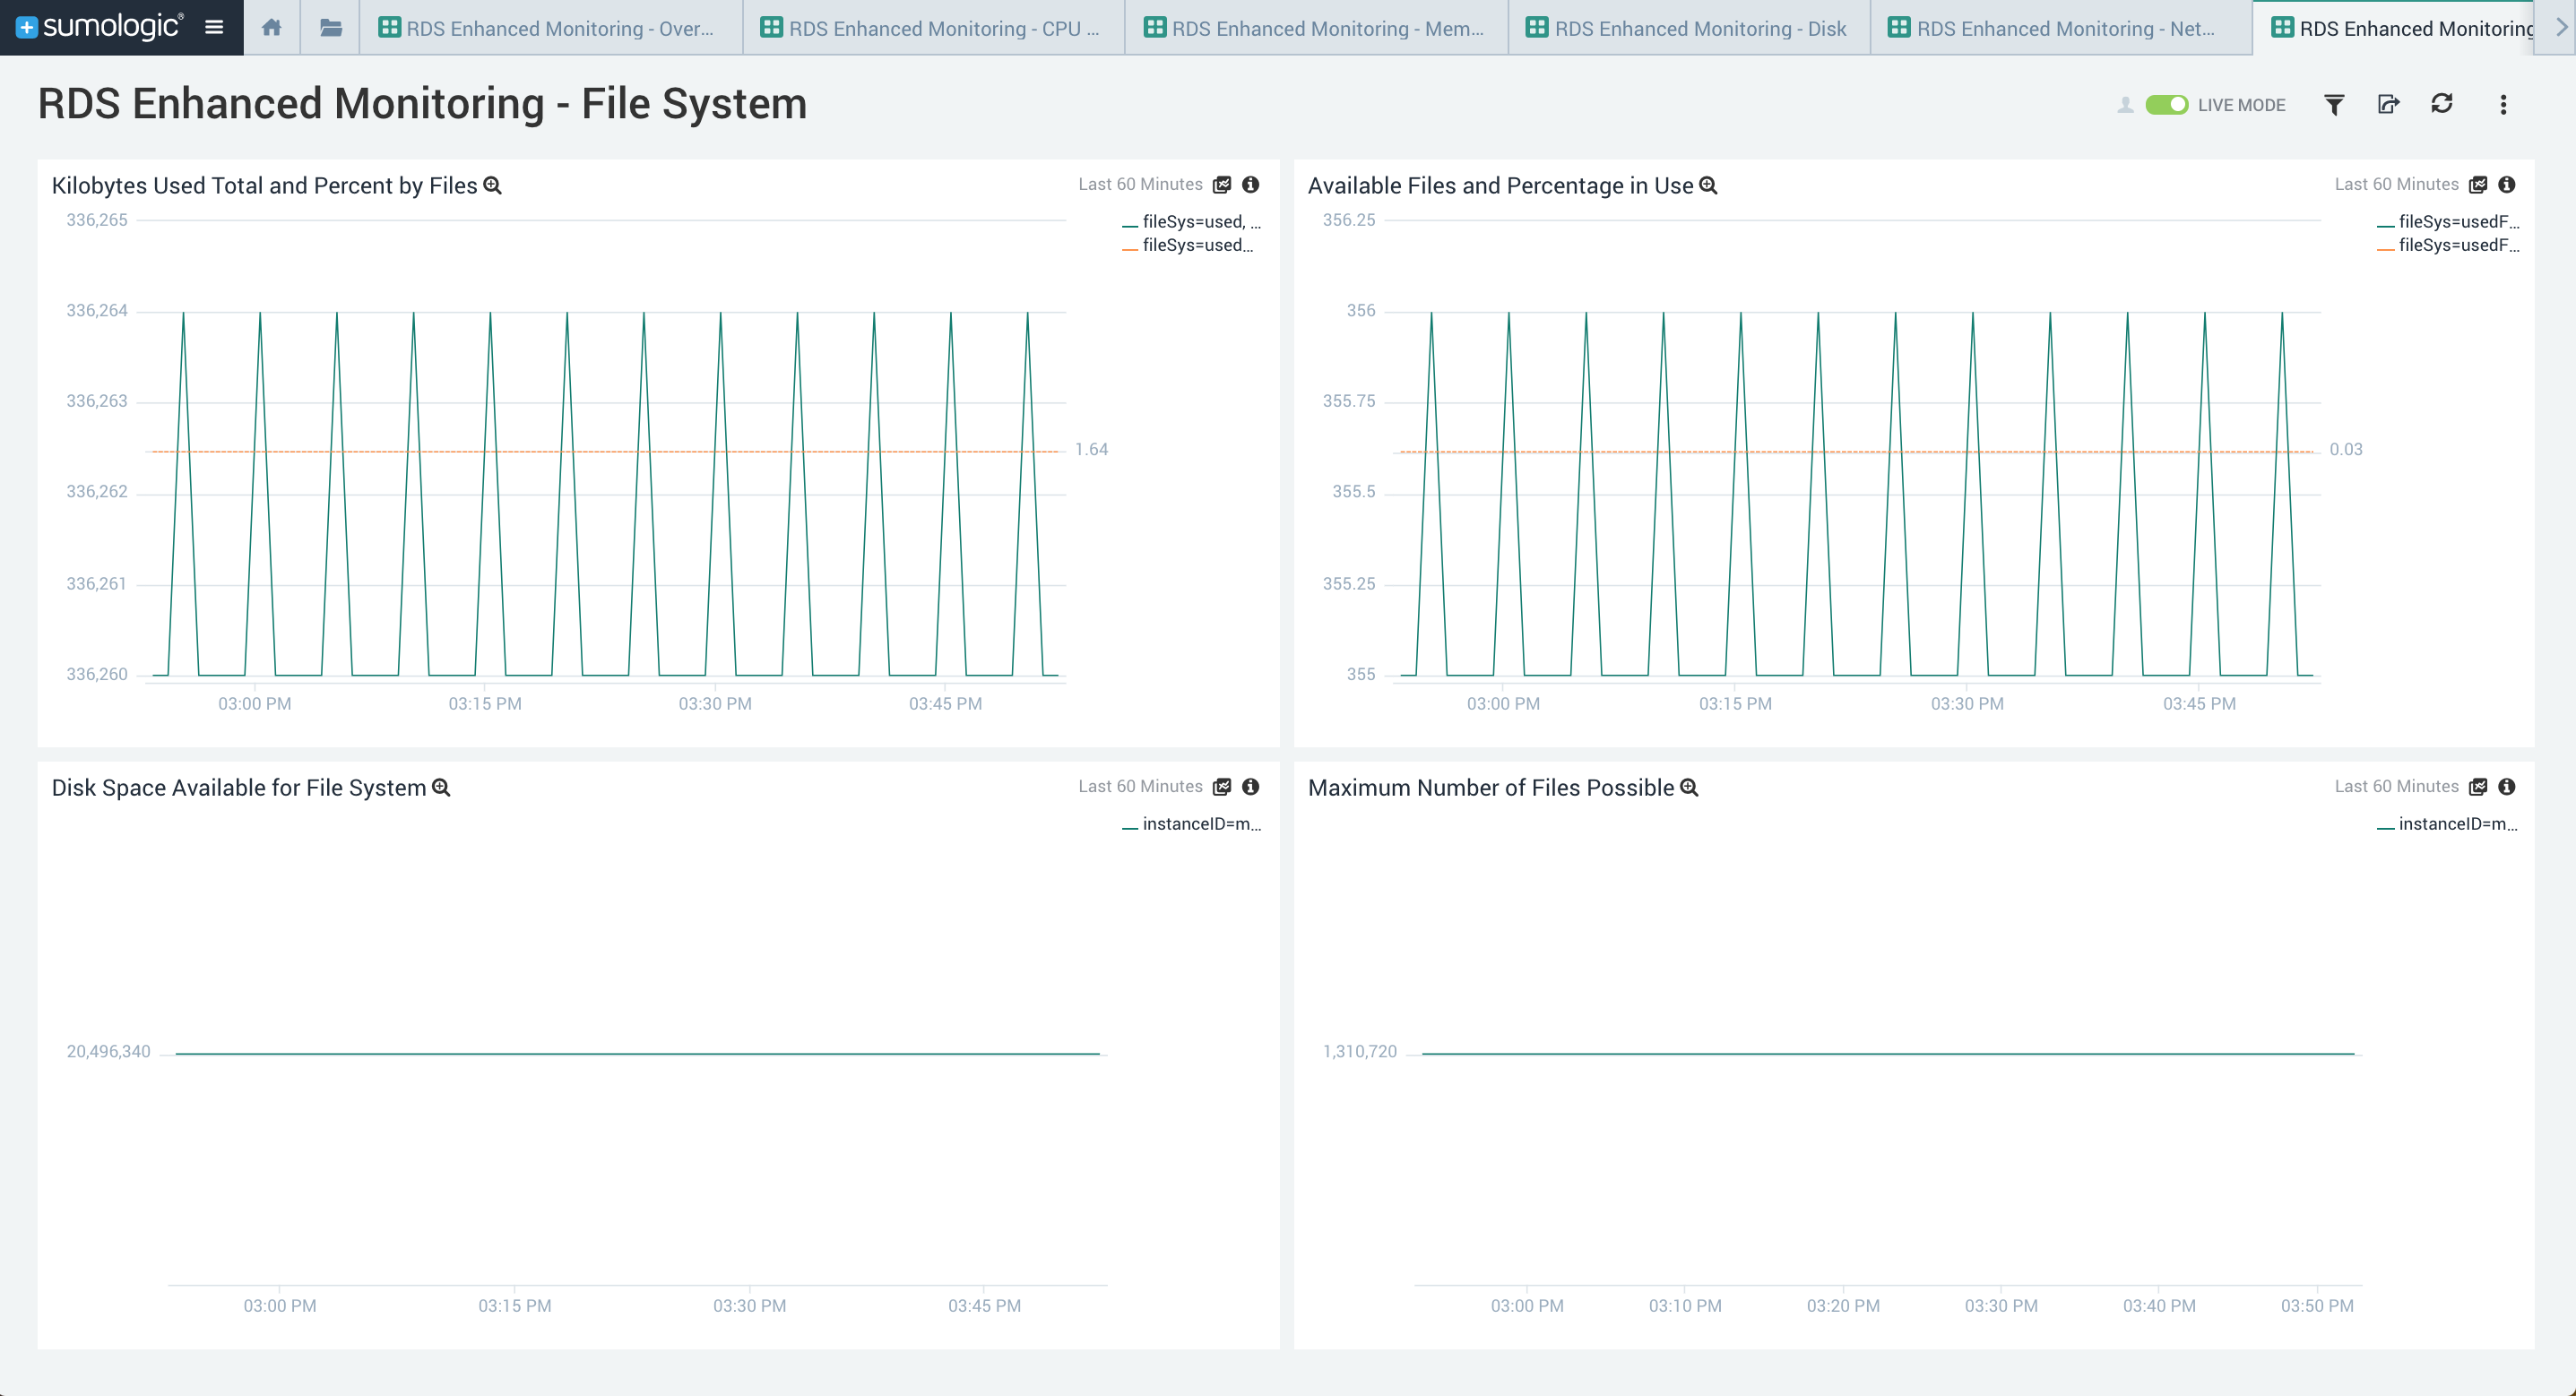 sumologic®
RDS Enhanced Monitoring - Over...
RDS Enhanced Monitoring - CPU ...
RDS Enhanced Monitoring - Mem...
RDS Enhanced Monitoring - Disk
RDS Enhanced Monitoring - Net...
RDS Enhanced Monitoring
RDS Enhanced Monitoring - File System
LIVE MODE
Kilobytes Used Total and Percent by Files
Last 60 Minutes
336,265
336,264
336,263
336,262
336,261
336,260
1.64
03:00 PM
03:15 PM
03:30 PM
03:45 PM
fileSys=used, ...
fileSys=used...
Available Files and Percentage in Use
Last 60 Minutes
356.25
356
355.75
355.5
355.25
355
0.03
03:00 PM
03:15 PM
03:30 PM
03:45 PM
fileSys=usedF...
fileSys=usedF...
Disk Space Available for File System
Last 60 Minutes
instanceID=m...
20,496,340
03:00 PM
03:15 PM
03:30 PM
03:45 PM
Maximum Number of Files Possible
Last 60 Minutes
instanceID=m...
1,310,720
03:00 PM
03:10 PM
03:20 PM
03:30 PM
03:40 PM
03:50 PM